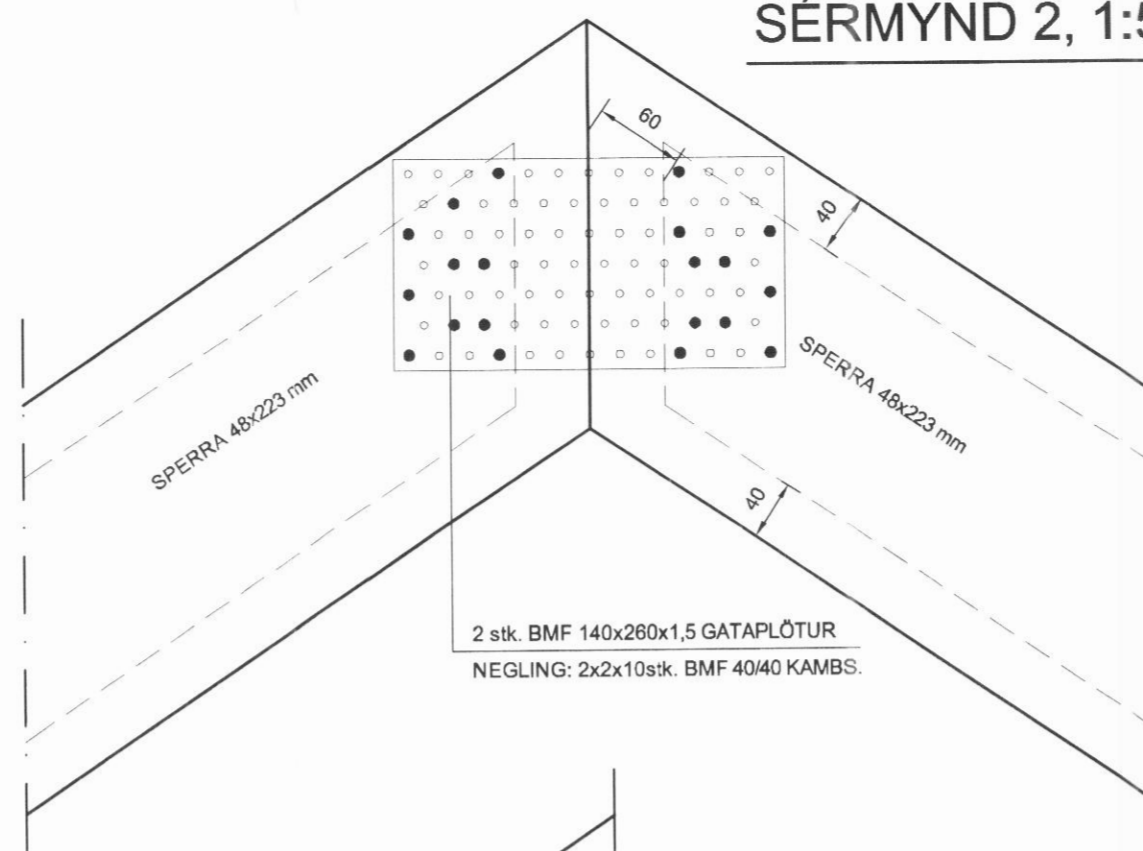 SÉRMYND 2, 1:5
60
40
SPERRA 48x223 mm
SPERRA 48x223 mm
40
2 stk. BMF 140x260x1,5 GATAPLÖTUR
NEGLING: 2x2x10stk. BMF 40/40 KAMBS.